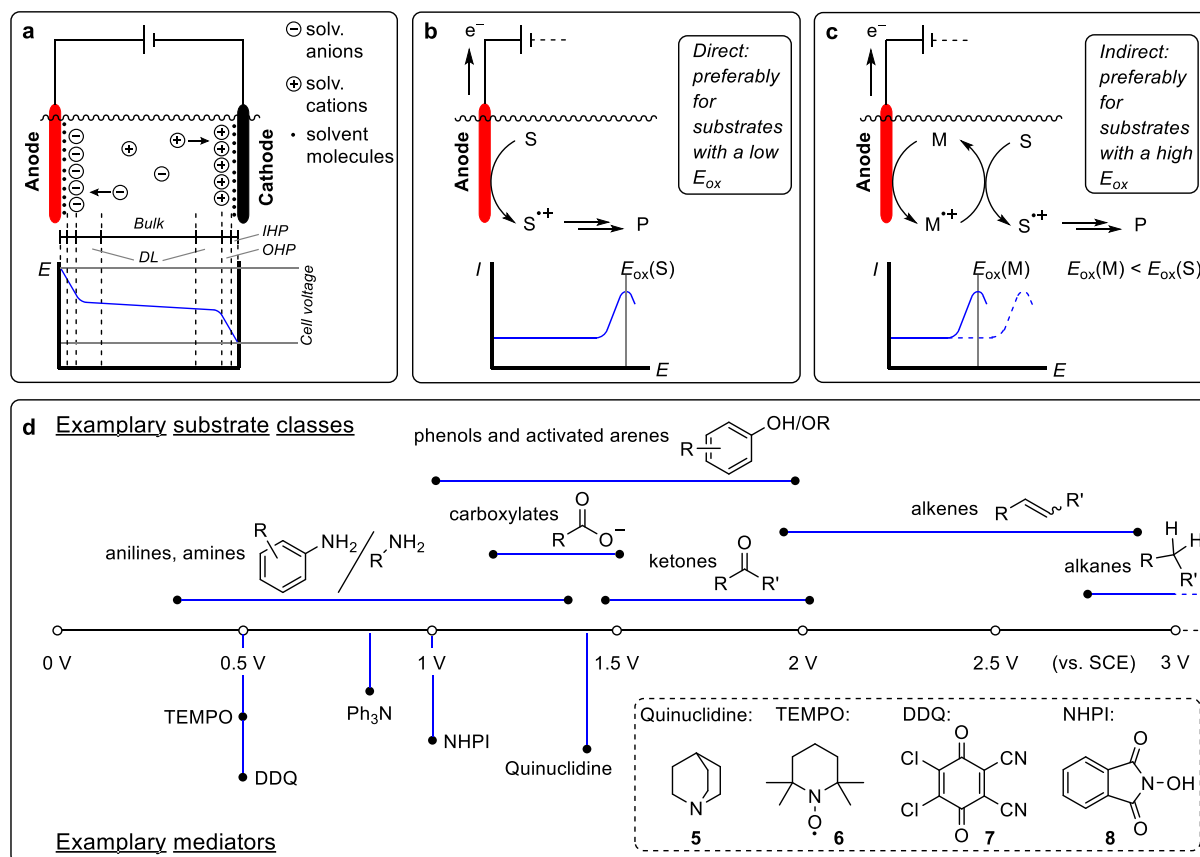 a
⊖ solv.
anions
⊕ solv.
cations
• solvent
molecules
Anode
Cathode
Bulk
IHP
DL
OHP
E
Cell voltage
b
e−
Direct:
preferably
for
substrates
with a low
Eox
Anode
S
S•+
P
I
Eox(S)
E
c
e−
Indirect:
preferably
for
substrates
with a high
Eox
Anode
M
S
M•+
S•+
P
I
Eox(M)
Eox(M) < Eox(S)
E
d Examplary substrate classes
phenols and activated arenes
R
OH/OR
carboxylates
R
O
O−
alkenes
R
R'
anilines, amines
R
NH2
R
NH2
ketones
R
O
R'
alkanes
R
H
H
R'
0 V
0.5 V
1 V
1.5 V
2 V
2.5 V
(vs. SCE)
3 V
TEMPO
DDQ
Ph3N
NHPI
Quinuclidine
Quinuclidine:
TEMPO:
DDQ:
NHPI:
N
5
N
O•
6
O
Cl
CN
Cl
CN
O
7
O
N
OH
O
8
Examplary mediators